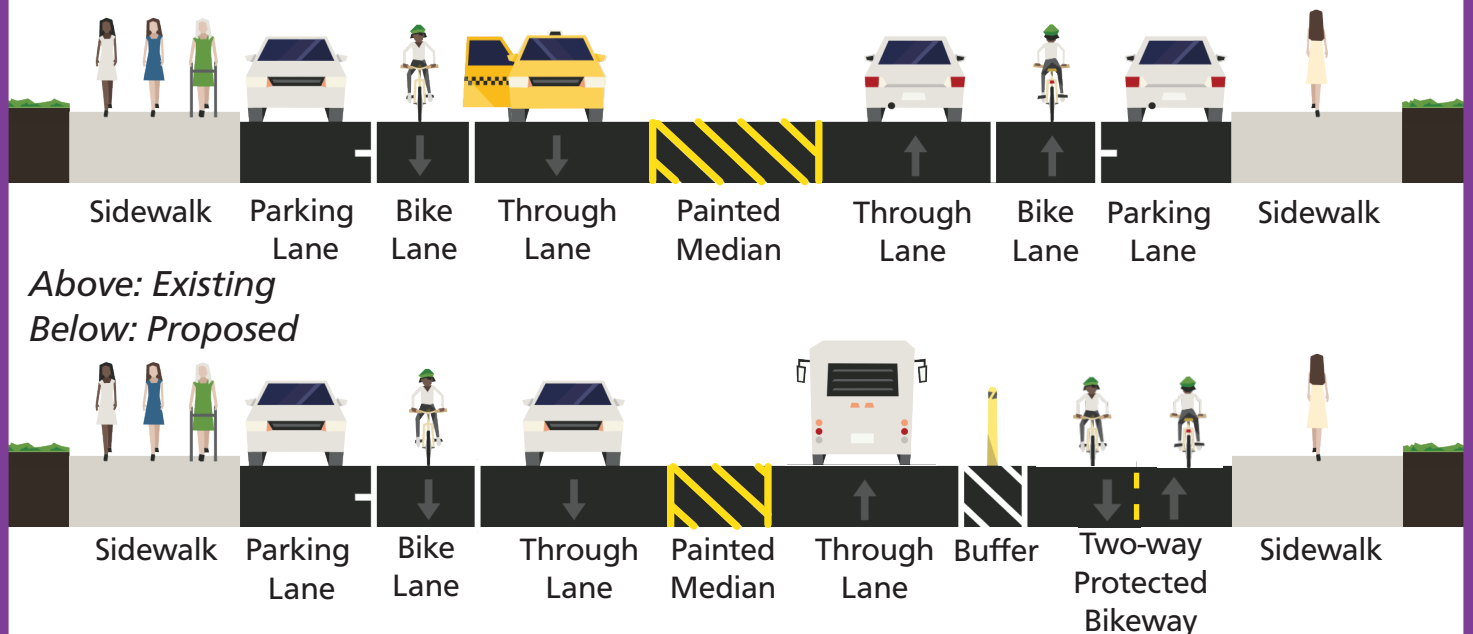 Sidewalk Parking Bike Through Painted Through Bike Parking Sidewalk
Lane Lane Lane Median Lane Lane Lane
Above: Existing
Below: Proposed
Sidewalk Parking Bike Through Painted Through Buffer Two-way Sidewalk
Lane Lane Lane Median Lane Protected
Bikeway